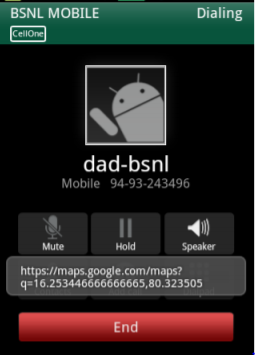 BSNL MOBILE
Dialing
CellOne
dad-bsnl
Mobile 94-93-243496
Mute
Hold
Speaker
https://maps.google.com/maps?
q=16.253446666666665,80.323505
End